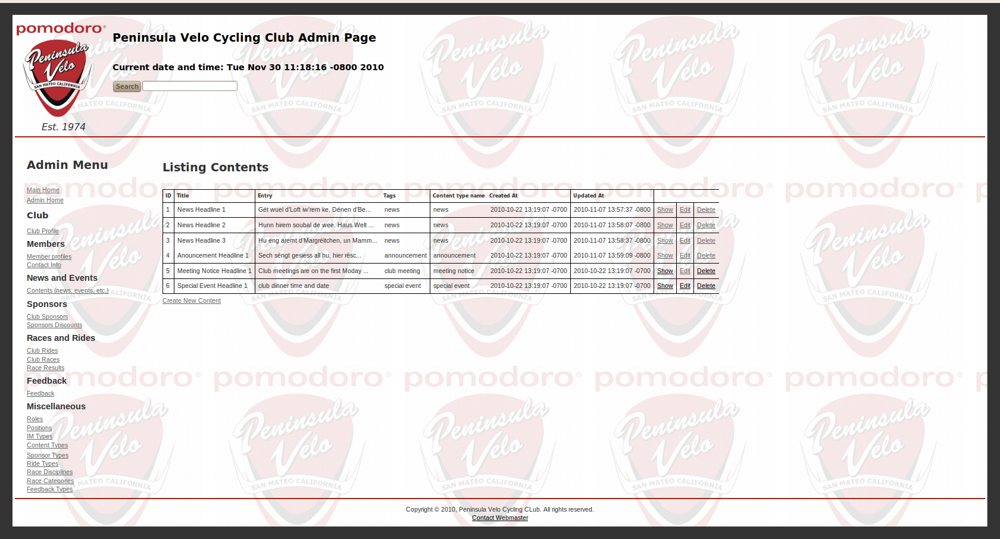 pomodoro®
Peninsula Velo
SAN MATEO CALIFORNIA
Est. 1974
Peninsula Velo Cycling Club Admin Page
Current date and time: Tue Nov 30 11:18:16 -0800 2010
Search
Admin Menu
Main Home
Admin Home
Club
Club Profile
Members
Member profiles
Contact Info
News and Events
Contents (news, events, etc.)
Sponsors
Club Sponsors
Sponsors Discounts
Races and Rides
Club Rides
Club Races
Race Results
Feedback
Feedback
Miscellaneous
Roles
Positions
IM Types
Content Types
Sponsor Types
Ride Types
Race Disciplines
Race Categories
Feedback Types
Listing Contents
ID Title Entry Tags Content type name Created At Updated At
1 News Headline 1 Gét wuel d'Loft iw'rem ke. Dénen d'Be... news news 2010-10-22 13:19:07 -0700 2010-11-07 13:57:37 -0800 Show Edit Delete
2 News Headline 2 Hunn hirem soubal de wee. Haus Welt ... news news 2010-10-22 13:19:07 -0700 2010-11-07 13:58:07 -0800 Show Edit Delete
3 News Headline 3 Hu eng aremt d'Margréitchen, un Mamm... news news 2010-10-22 13:19:07 -0700 2010-11-07 13:58:37 -0800 Show Edit Delete
4 Anouncement Headline 1 Sech séngt gesiess all hu, hier rësc... announcement announcement 2010-10-22 13:19:07 -0700 2010-11-07 13:59:09 -0800 Show Edit Delete
5 Meeting Notice Headline 1 Club meetings are on the first Moday ... club meeting meeting notice 2010-10-22 13:19:07 -0700 2010-10-22 13:19:07 -0700 Show Edit Delete
6 Special Event Headline 1 club dinner time and date special event special event 2010-10-22 13:19:07 -0700 2010-10-22 13:19:07 -0700 Show Edit Delete
Create New Content
Copyright © 2010, Peninsula Velo Cycling CLub. All rights reserved.
Contact Webmaster